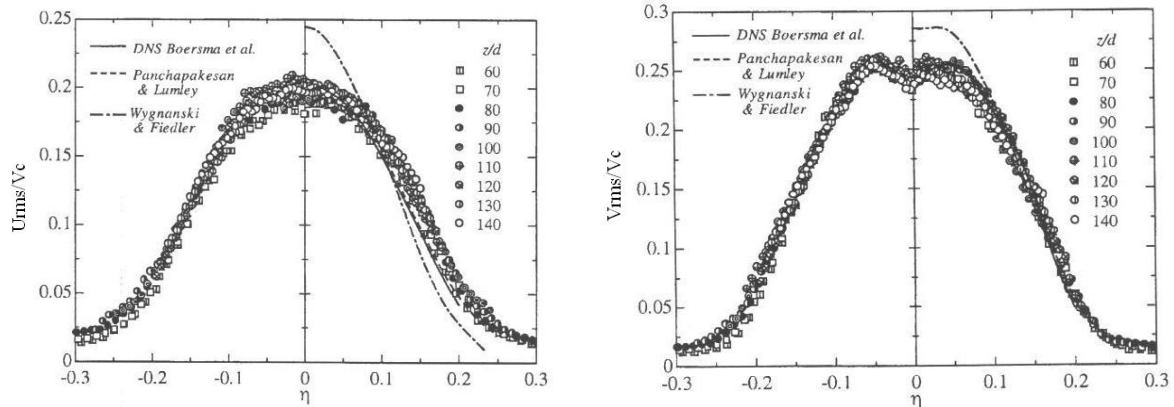 0.25
DNS Boersma et al.
Panchapakesan
& Lumley
Wygnanski
& Fiedler
z/d
60
70
80
90
100
110
120
130
140
0.2
0.15
0.1
0.05
0
Urms/Vc
-0.3
-0.2
-0.1
0
0.1
0.2
0.3
η
0.3
DNS Boersma et al.
Panchapakesan
& Lumley
Wygnanski
& Fiedler
z/d
60
70
80
90
100
110
120
130
140
0.25
0.2
0.15
0.1
0.05
0
Vrms/Vc
-0.3
-0.2
-0.1
0
0.1
0.2
0.3
η